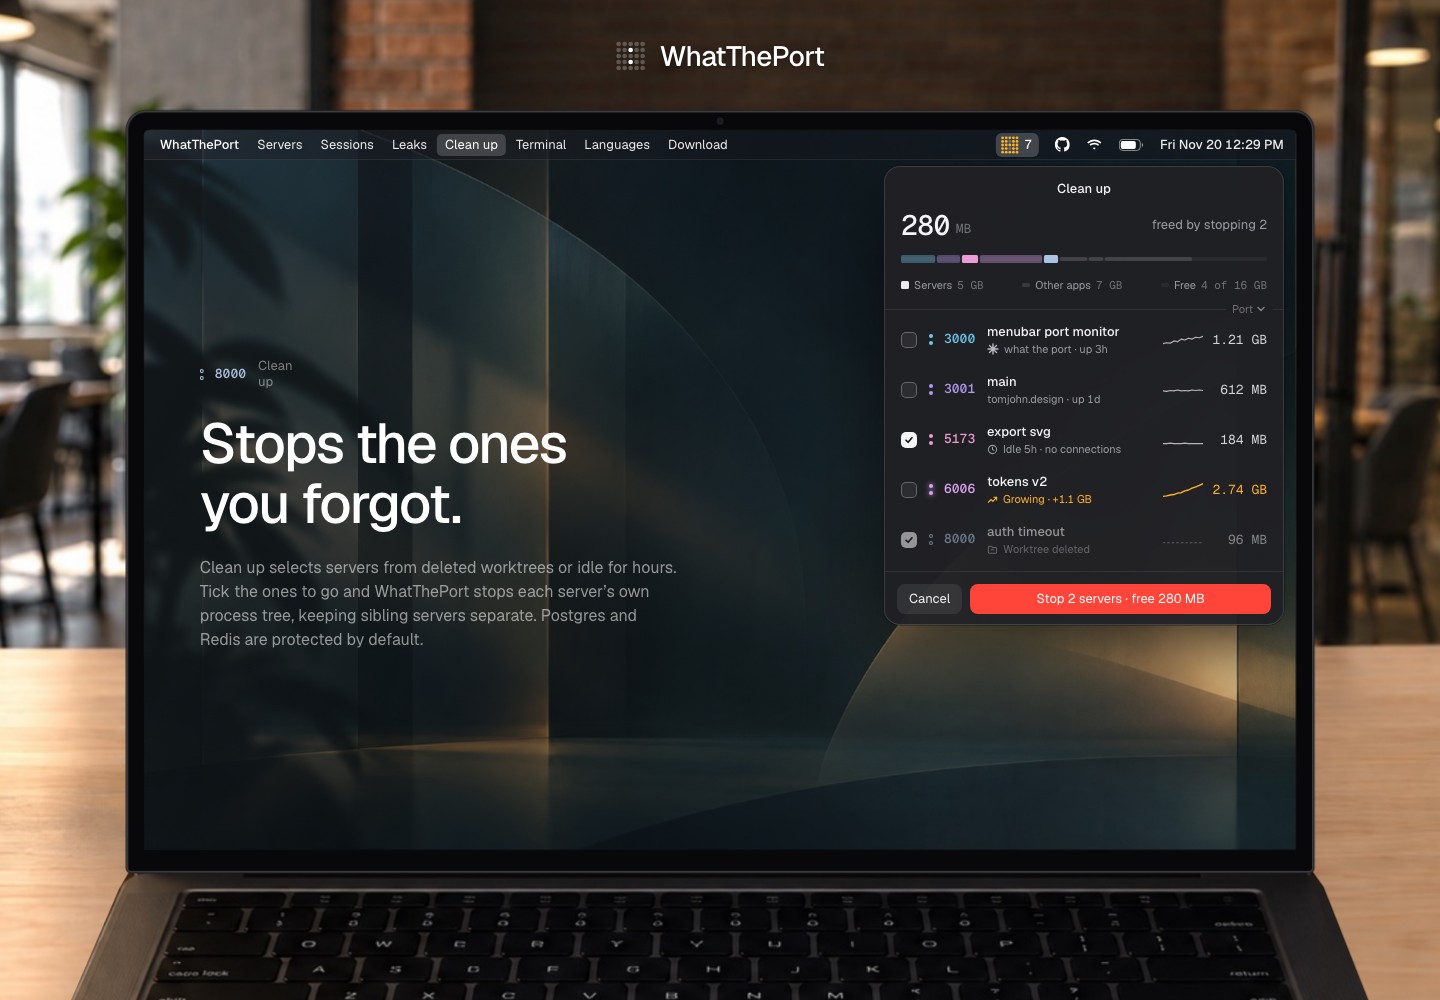 WhatThePort
WhatThePort Servers Sessions Leaks Clean up Terminal Languages Download 7 Fri Nov 20 12:29 PM
8000 Clean up
Stops the ones
you forgot.
Clean up selects servers from deleted worktrees or idle for hours.
Tick the ones to go and WhatThePort stops each server’s own
process tree, keeping sibling servers separate. Postgres and
Redis are protected by default.
Clean up
280 MB freed by stopping 2
Servers 5 GB Other apps 7 GB Free 4 of 16 GB
Port
3000 menubar port monitor 1.21 GB
what the port · up 3h
3001 main 612 MB
tomjohn.design · up 1d
5173 export svg 184 MB
Idle 5h · no connections
6006 tokens v2 2.74 GB
Growing · +1.1 GB
8000 auth timeout 96 MB
Worktree deleted
Cancel Stop 2 servers · free 280 MB
O W E R T Y U I O P
caps lock A S G F G H J K L return
Z X C V B N M